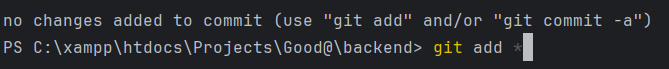 no changes added to commit (use "git add" and/or "git commit -a")
PS C:\xampp\htdocs\Projects\Good@\backend> git add *